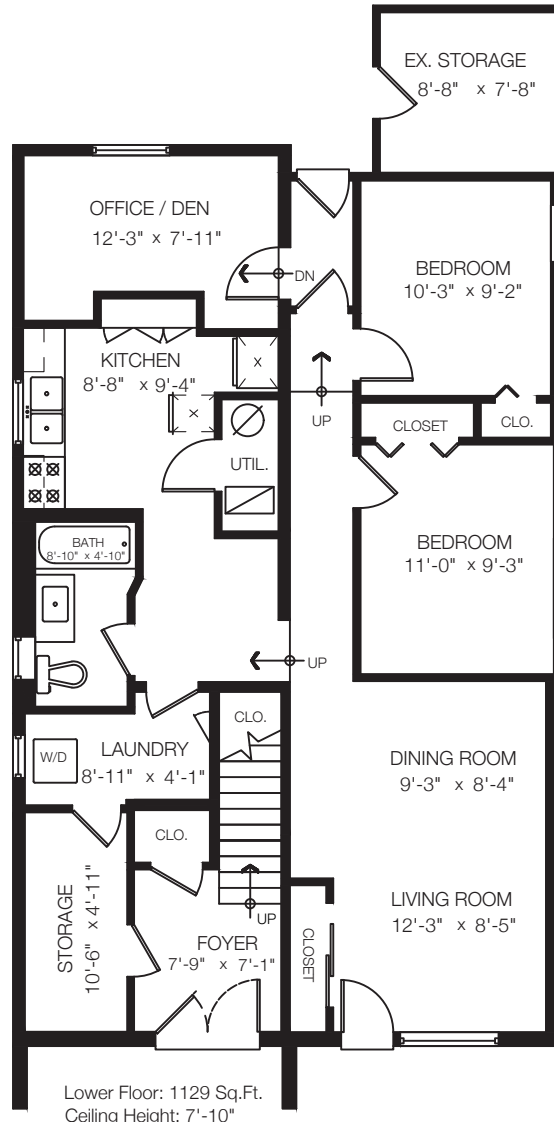 EX. STORAGE
8'-8" x 7'-8"
OFFICE / DEN
12'-3" x 7'-11"
DN
BEDROOM
10'-3" x 9'-2"
KITCHEN
8'-8" x 9'-4"
X
X
UP
CLOSET
CLO.
UTIL.
BATH
8'-10" x 4'-10"
BEDROOM
11'-0" x 9'-3"
UP
CLO.
W/D
LAUNDRY
8'-11" x 4'-1"
DINING ROOM
9'-3" x 8'-4"
CLO.
STORAGE
10'-6" x 4'-11"
UP
FOYER
7'-9" x 7'-1"
CLOSET
LIVING ROOM
12'-3" x 8'-5"
Lower Floor: 1129 Sq.Ft.
Ceiling Height: 7'-10"